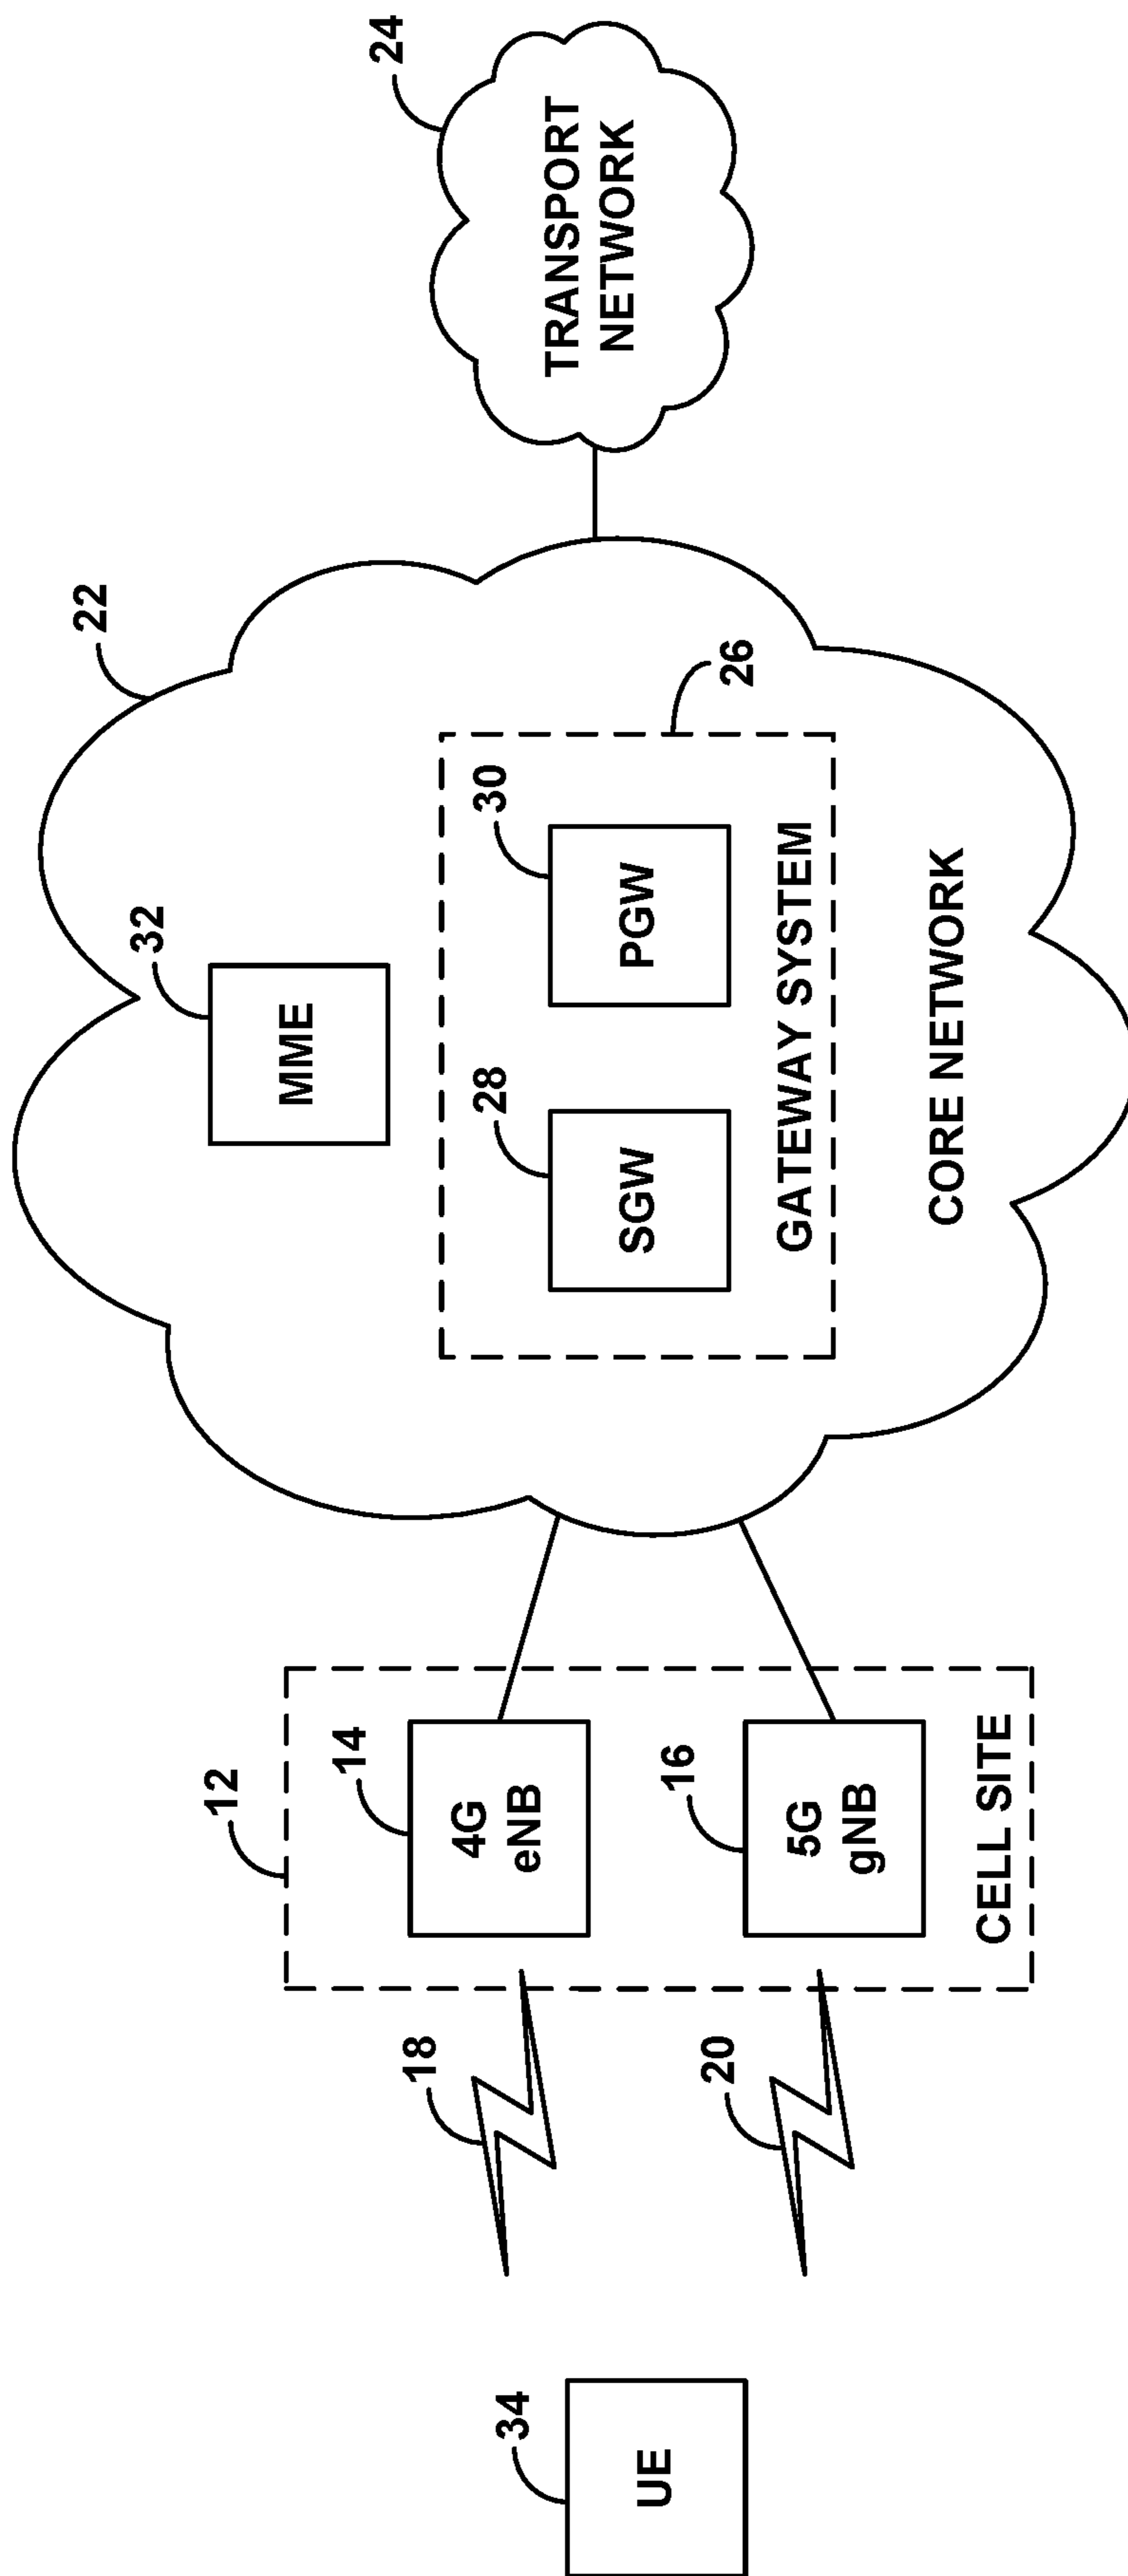 12
22
24
32
MME
18
14
4G
eNB
30
28
34
SGW
PGW
TRANSPORT
NETWORK
UE
20
16
26
5G
gNB
GATEWAY SYSTEM
CELL SITE
CORE NETWORK